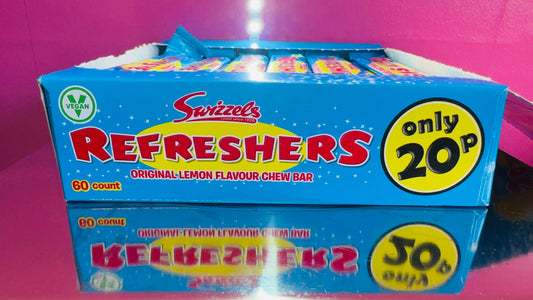 VEGAN
Swizzels
REFRESHERS
ORIGINAL LEMON FLAVOUR CHEW BAR
60 count
only
20p